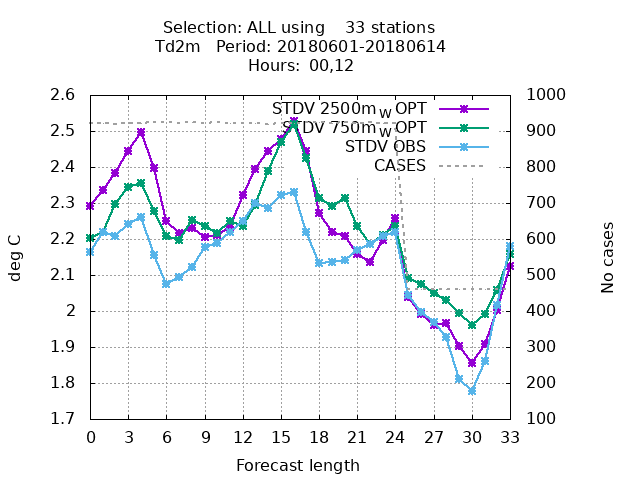 Selection: ALL using 33 stations
Td2m Period: 20180601-20180614
Hours: 00,12
2.6
2.5
2.4
2.3
2.2
2.1
2
1.9
1.8
1.7
deg C
STDV 2500m_W OPT
STDV 750m_W OPT
STDV OBS
CASES
1000
900
800
700
600
500
400
300
200
100
No cases
0 3 6 9 12 15 18 21 24 27 30 33
Forecast length